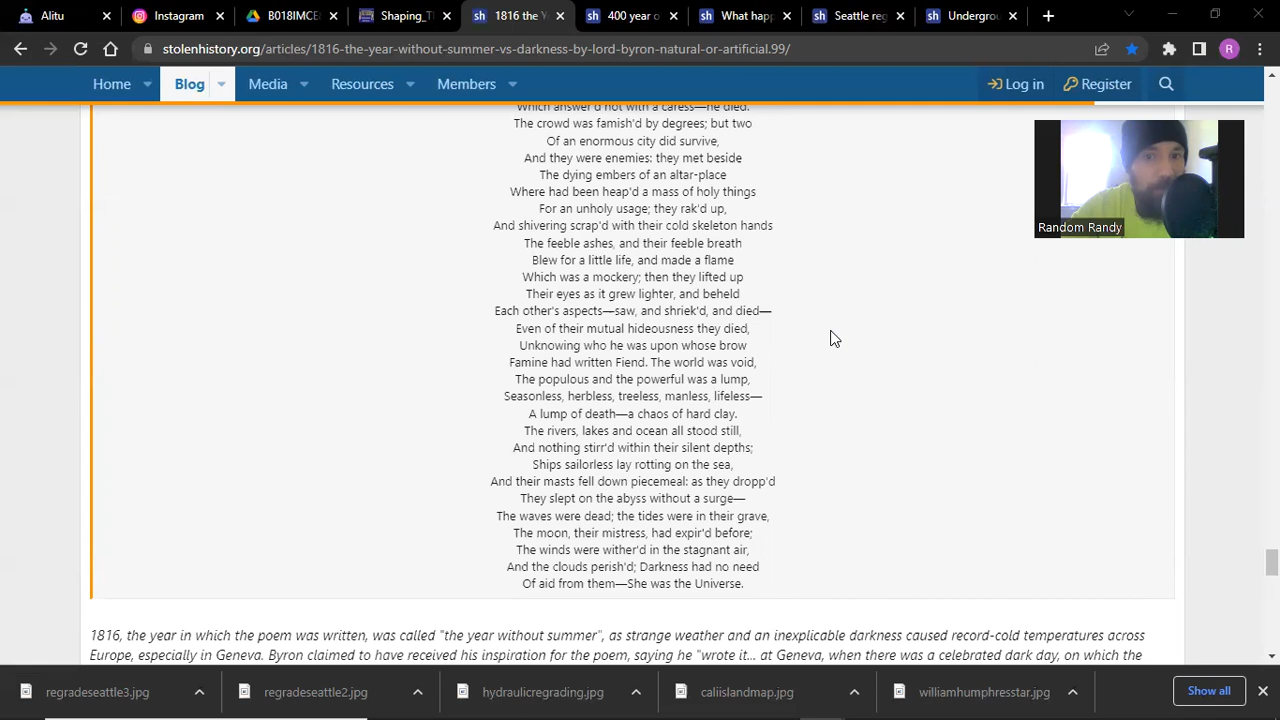 Alitu
Instagram
B018IMCE
Shaping_Th
1816 the Y
400 year o
What happ
Seattle reg
Undergrou
stolenhistory.org/articles/1816-the-year-without-summer-vs-darkness-by-lord-byron-natural-or-artificial.99/
R
Home
Blog
Media
Resources
Members
Log in
Register
Which answer'd not with a caress—he died.
The crowd was famish'd by degrees; but two
Of an enormous city did survive,
And they were enemies: they met beside
The dying embers of an altar-place
Where had been heap'd a mass of holy things
For an unholy usage; they rak'd up,
And shivering scrap'd with their cold skeleton hands
The feeble ashes, and their feeble breath
Blew for a little life, and made a flame
Which was a mockery; then they lifted up
Their eyes as it grew lighter, and beheld
Each other's aspects—saw, and shriek'd, and died—
Even of their mutual hideousness they died,
Unknowing who he was upon whose brow
Famine had written Fiend. The world was void,
The populous and the powerful was a lump,
Seasonless, herbless, treeless, manless, lifeless—
A lump of death—a chaos of hard clay.
The rivers, lakes and ocean all stood still,
And nothing stirr'd within their silent depths;
Ships sailorless lay rotting on the sea,
And their masts fell down piecemeal: as they dropp'd
They slept on the abyss without a surge—
The waves were dead; the tides were in their grave,
The moon, their mistress, had expir'd before;
The winds were wither'd in the stagnant air,
And the clouds perish'd; Darkness had no need
Of aid from them—She was the Universe.
Random Randy
1816, the year in which the poem was written, was called "the year without summer", as strange weather and an inexplicable darkness caused record-cold temperatures across
Europe, especially in Geneva. Byron claimed to have received his inspiration for the poem, saying he "wrote it... at Geneva, when there was a celebrated dark day, on which the
regradeseattle3.jpg
regradeseattle2.jpg
hydraulicregrading.jpg
caliislandmap.jpg
williamhumphresstar.jpg
Show all